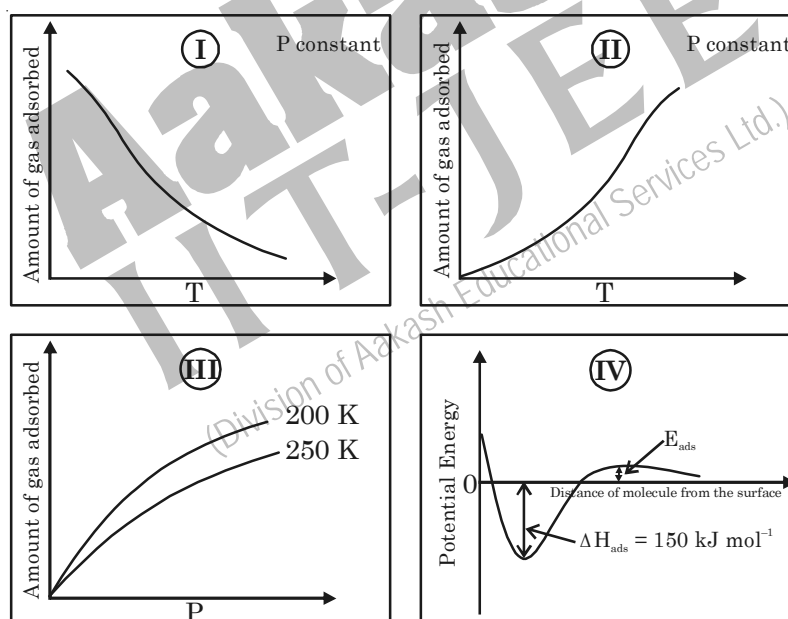 I
P constant
Amount of gas adsorbed
T
II
P constant
Amount of gas adsorbed
T
III
Amount of gas adsorbed
200 K
250 K
P
IV
Potential Energy
0
E_ads
Distance of molecule from the surface
ΔH_ads = 150 kJ mol⁻¹
IIT-JEE
(Division of Aakash Educational Services Ltd.)